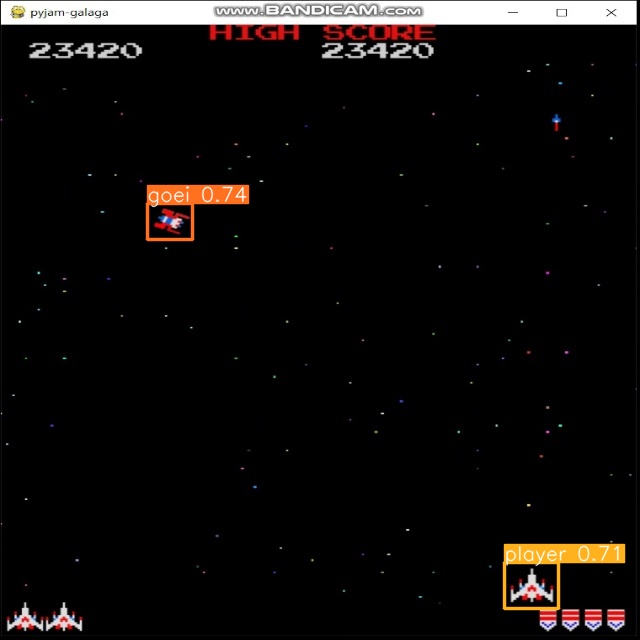 pyjam-galaga
www.BANDICAM.com
HIGH SCORE
23420 23420
goei 0.74
player 0.71